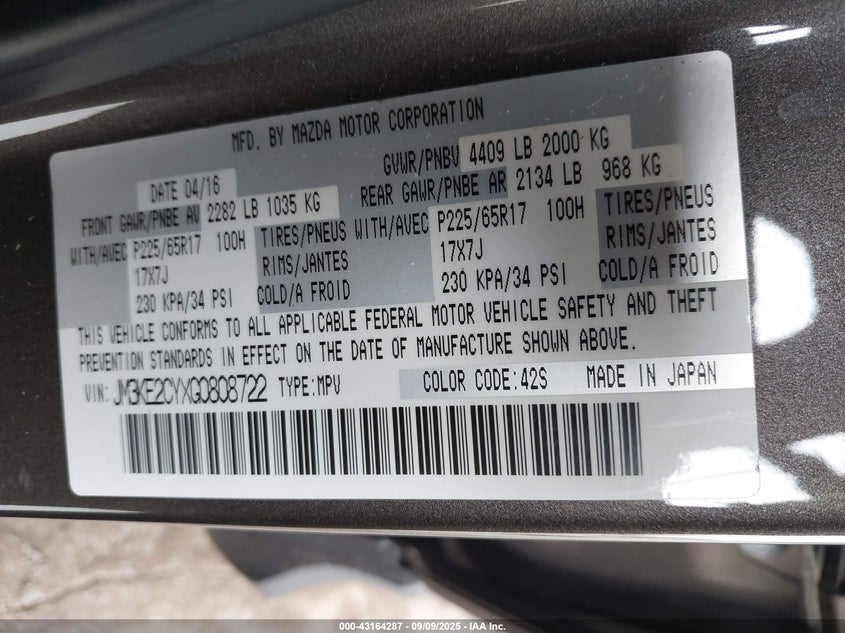 MFD. BY MAZDA MOTOR CORPORATION
DATE 04/16 GVWR/PNBV 4409 LB 2000 KG
FRONT GAWR/PNBE AV 2282 LB 1035 KG REAR GAWR/PNBE AR 2134 LB 968 KG
WITH/AVEC P225/65R17 100H TIRES/PNEUS WITH/AVEC P225/65R17 100H TIRES/PNEUS
17X7J RIMS/JANTES 17X7J RIMS/JANTES
230 KPA/34 PSI COLD/A FROID 230 KPA/34 PSI COLD/A FROID
THIS VEHICLE CONFORMS TO ALL APPLICABLE FEDERAL MOTOR VEHICLE SAFETY AND THEFT
PREVENTION STANDARDS IN EFFECT ON THE DATE OF MANUFACTURE SHOWN ABOVE.
VIN: JM3KE2CYXG0808722 TYPE:MPV COLOR CODE:42S MADE IN JAPAN
000-43164287 - 09/09/2025 - IAA Inc.